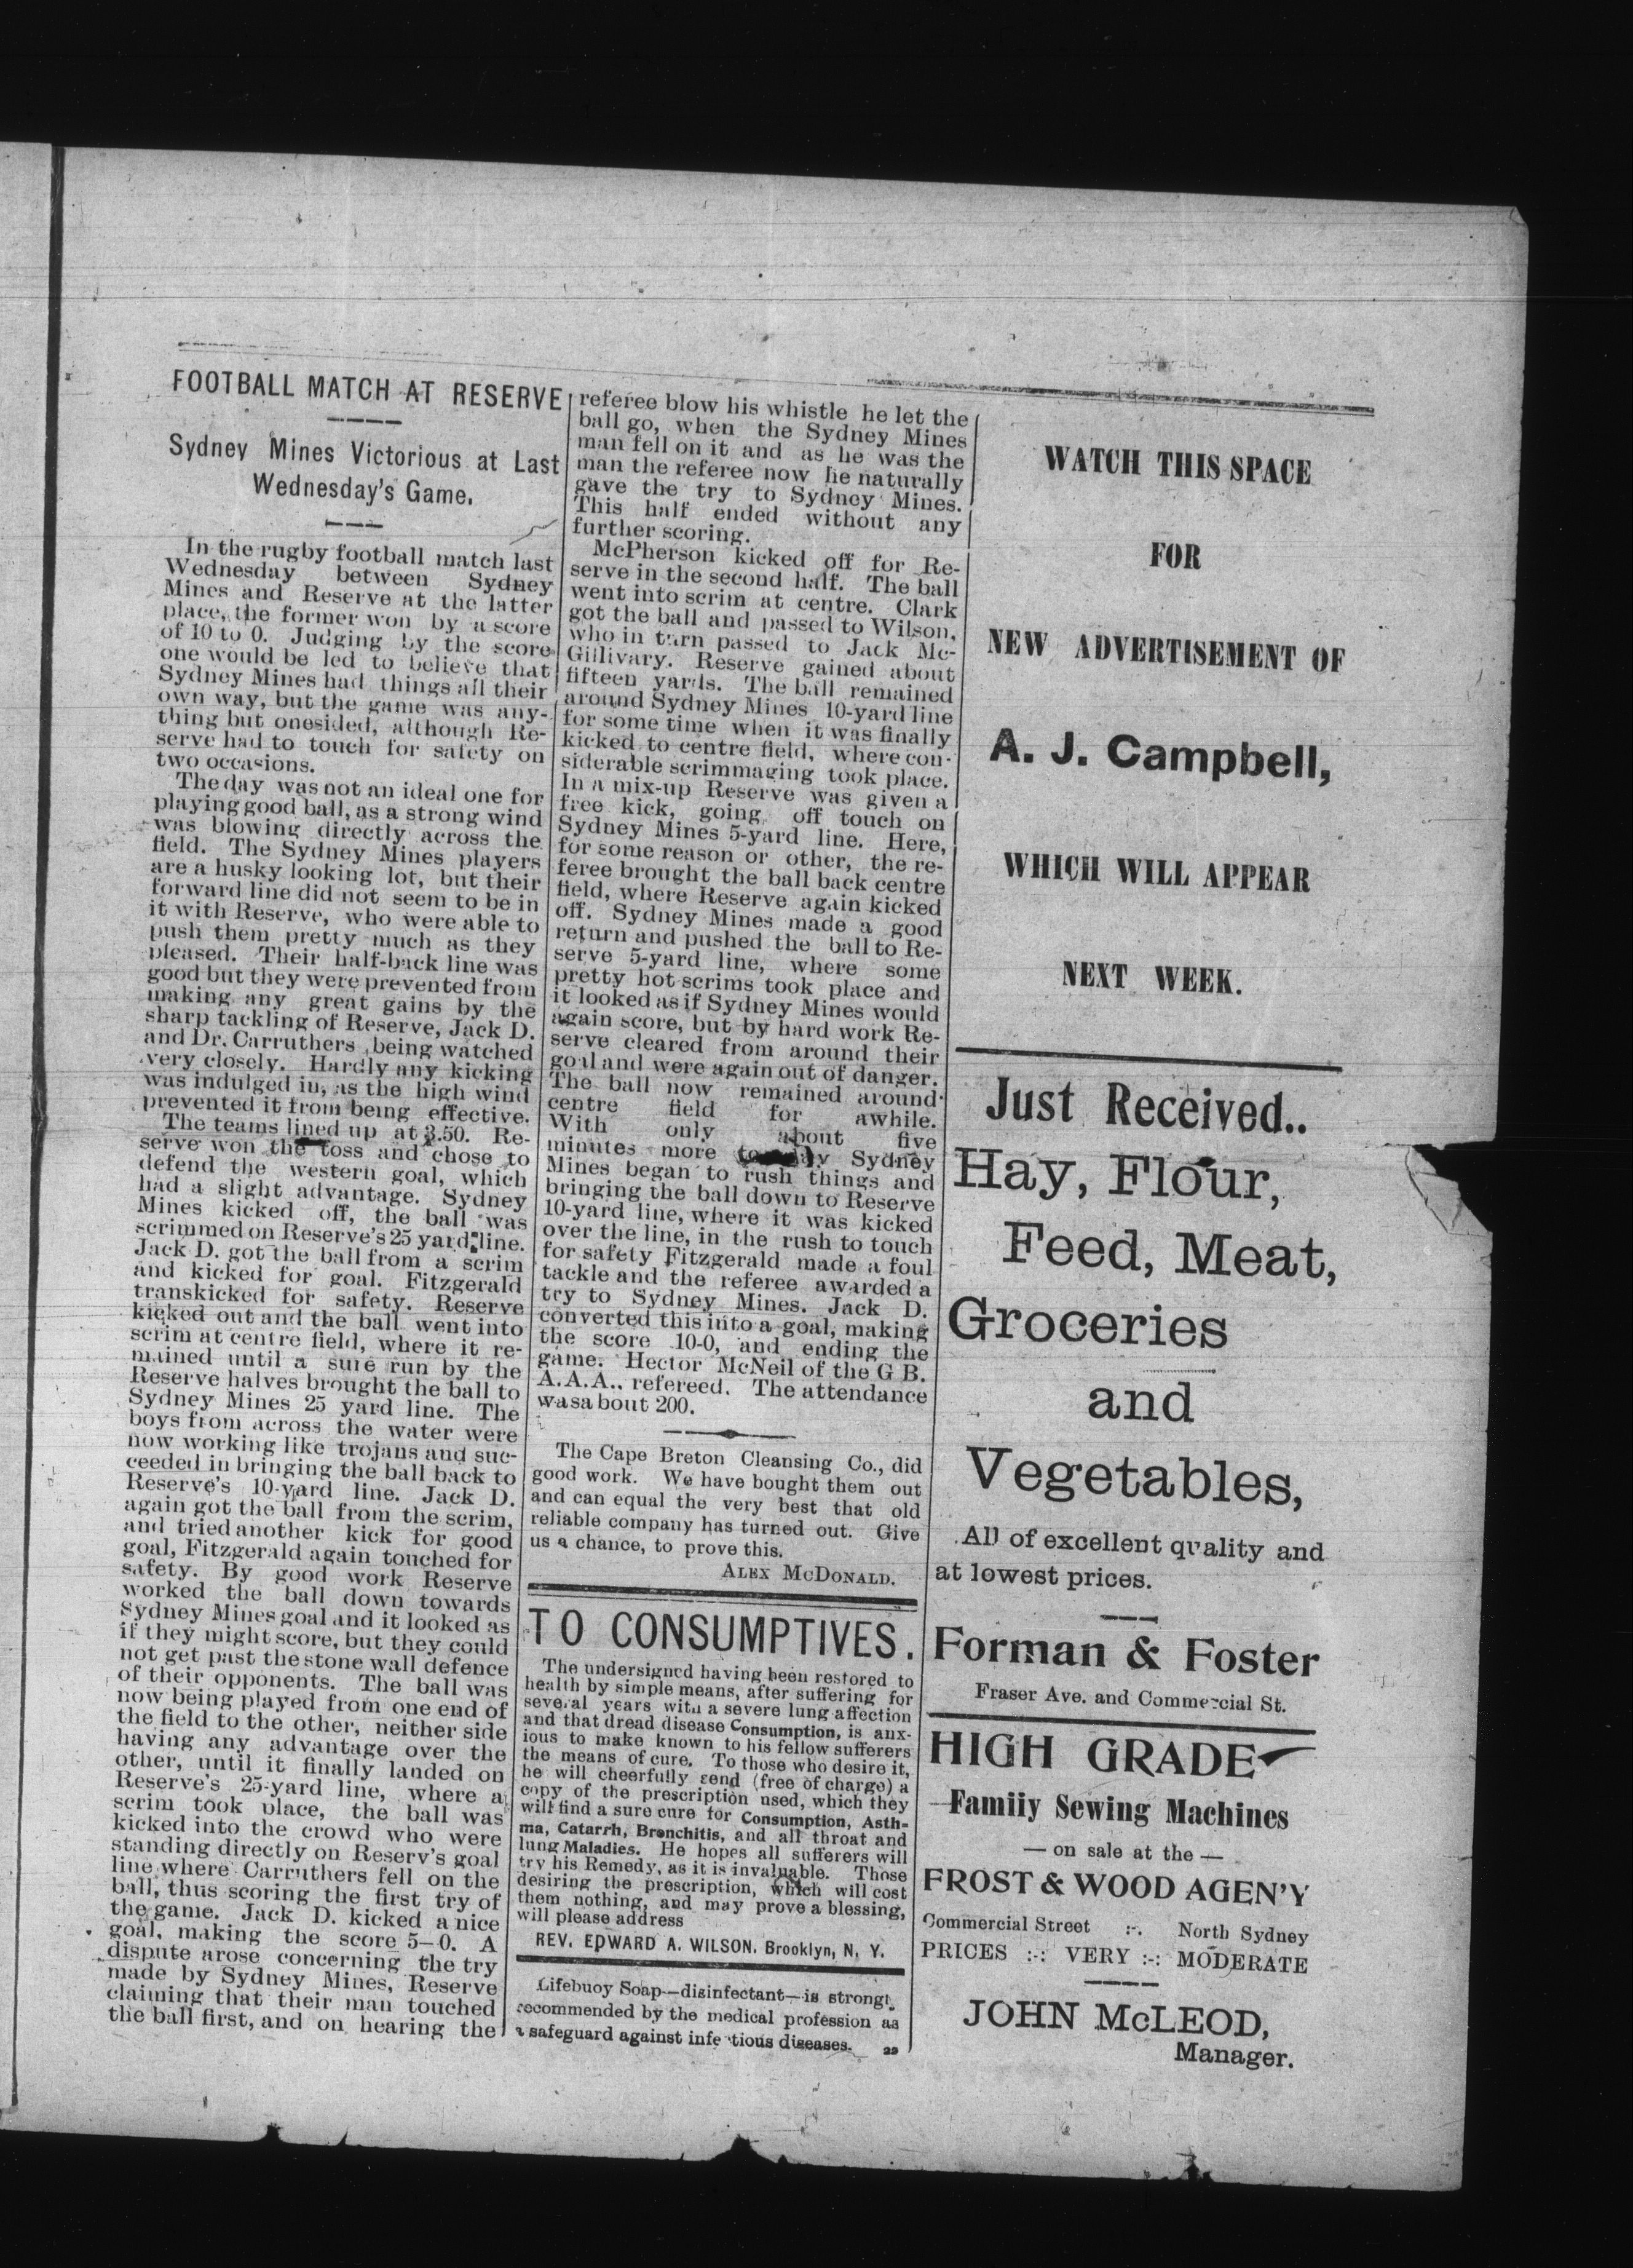 FOOTBALL MATCH AT RESERVE
Sydney Mines Victorious at Last
Wednesday's Game.
In the rugby football match last
Wednesday between Sydney
Mines and Reserve at the latter
place, the former won by a score
of 10 to 0. Judging by the score
one would be led to believe that
Sydney Mines had things all their
own way, but the game was any-
thing but onesided, although Re-
serve had to touch for safety on
two occasions.
The day was not an ideal one for
playing good ball, as a strong wind
was blowing directly across the
field. The Sydney Mines players
are a husky looking lot, but their
forward line did not seem to be in
it with Reserve, who were able to
push them pretty much as they
pleased. Their half-back line was
good but they were prevented from
making any great gains by the
sharp tackling of Reserve, Jack D.
and Dr. Carruthers being watched
very closely. Hardly any kicking
was indulged in, as the high wind
prevented it from being effective.
The teams lined up at 3.50. Re-
serve won the toss and chose to
defend the western goal, which
had a slight advantage. Sydney
Mines kicked off, the ball was
scrimmed on Reserve's 25 yard line.
Jack D. got the ball from a scrim
and kicked for goal. Fitzgerald
transkicked for safety. Reserve
kicked out and the ball went into
scrim at centre field, where it re-
mained until a sure run by the
Reserve halves brought the ball to
Sydney Mines 25 yard line. The
boys from across the water were
now working like trojans and suc-
ceeded in bringing the ball back to
Reserve's 10-yard line. Jack D.
again got the ball from the scrim,
and tried another kick for good
goal, Fitzgerald again touched for
safety. By good work Reserve
worked the ball down towards
Sydney Mines goal and it looked as
if they might score, but they could
not get past the stone wall defence
of their opponents. The ball was
now being played from one end of
the field to the other, neither side
having any advantage over the
other, until it finally landed on
Reserve's 25-yard line, where a
scrim took place, the ball was
kicked into the crowd who were
standing directly on Reserv's goal
line where Carruthers fell on the
ball, thus scoring the first try of
the game. Jack D. kicked a nice
goal, making the score 5-0. A
dispute arose concerning the try
made by Sydney Mines, Reserve
claiming that their man touched
the ball first, and on hearing the
referee blow his whistle he let the
ball go, when the Sydney Mines
man fell on it and as he was the
man the referee now he naturally
gave the try to Sydney Mines.
This half ended without any
further scoring.
McPherson kicked off for Re-
serve in the second half. The ball
went into scrim at centre. Clark
got the ball and passed to Wilson,
who in turn passed to Jack Mc-
Gillivary. Reserve gained about
fifteen yards. The ball remained
around Sydney Mines 10-yard line
for some time when it was finally
kicked to centre field, where con-
siderable scrimmaging took place.
In a mix-up Reserve was given a
free kick, going off touch on
Sydney Mines 5-yard line. Here,
for some reason or other, the re-
feree brought the ball back centre
field, where Reserve again kicked
off. Sydney Mines made a good
return and pushed the ball to Re-
serve 5-yard line, where some
pretty hot scrims took place and
it looked as if Sydney Mines would
again score, but by hard work Re-
serve cleared from around their
goal and were again out of danger.
The ball now remained around
centre field for awhile.
With only about five
minutes more Sydney
Mines began to rush things and
bringing the ball down to Reserve
10-yard line, where it was kicked
over the line, in the rush to touch
for safety Fitzgerald made a foul
tackle and the referee awarded a
try to Sydney Mines. Jack D.
converted this into a goal, making
the score 10-0, and ending the
game. Hector McNeil of the G B.
A.A.A., refereed. The attendance
was about 200.
The Cape Breton Cleansing Co., did
good work. We have bought them out
and can equal the very best that old
reliable company has turned out. Give
us a chance, to prove this.
ALEX MCDONALD.
TO CONSUMPTIVES.
The undersigned having been restored to
health by simple means, after suffering for
several years with a severe lung affection
and that dread disease Consumption, is anx-
ious to make known to his fellow sufferers
the means of cure. To those who desire it,
he will cheerfully send (free of charge) a
copy of the prescription used, which they
will find a sure cure for Consumption, Asth-
ma, Catarrh, Bronchitis, and all throat and
lung Maladies. He hopes all sufferers will
try his Remedy, as it is invaluable. Those
desiring the prescription, which will cost
them nothing, and may prove a blessing,
will please address
REV. EDWARD A. WILSON, Brooklyn, N. Y.
Lifebuoy Soap—disinfectant—is strongl
recommended by the medical profession as
a safeguard against infectious diseases. 29
WATCH THIS SPACE
FOR
NEW ADVERTISEMENT OF
A. J. Campbell,
WHICH WILL APPEAR
NEXT WEEK.
Just Received..
Hay, Flour,
Feed, Meat,
Groceries
and
Vegetables,
All of excellent quality and
at lowest prices.
Forman & Foster
Fraser Ave. and Commercial St.
HIGH GRADE
Family Sewing Machines
— on sale at the —
FROST & WOOD AGEN'Y
Commercial Street :-. North Sydney
PRICES :-: VERY :-: MODERATE
JOHN McLEOD,
Manager.